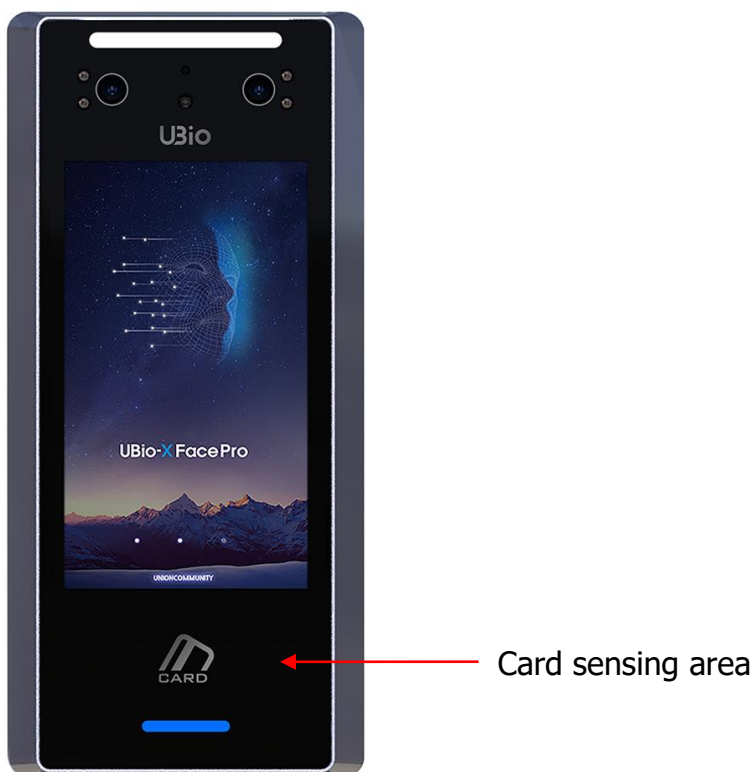 UBio
UBio-X Face Pro
UNIONCOMMUNITY
CARD
Card sensing area